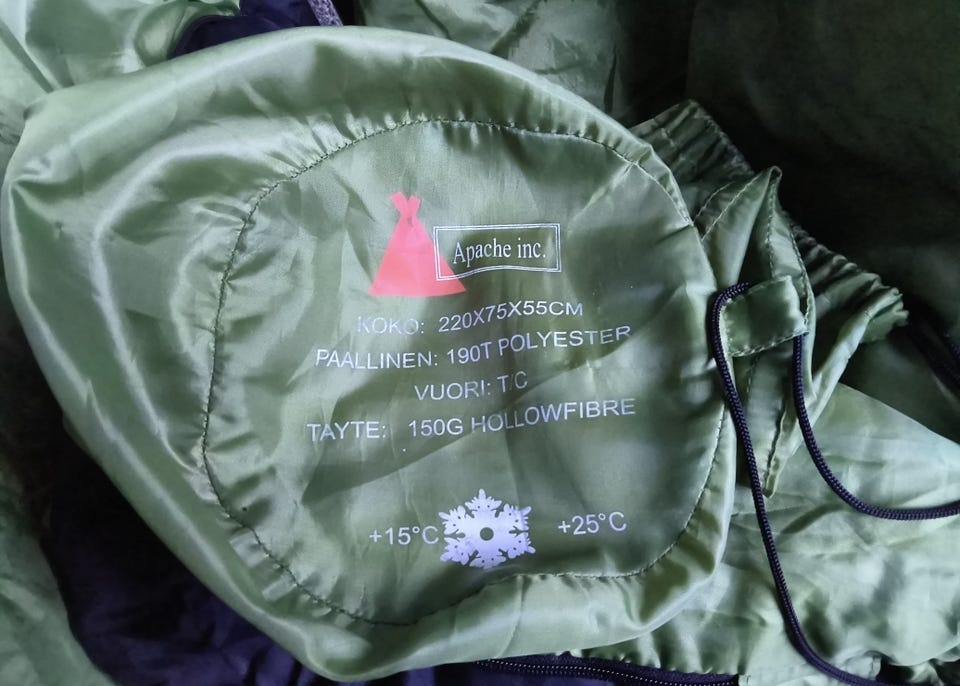 Apache inc.
KOKO: 220X75X55CM
PAALLINEN: 190T POLYESTER
VUORI: T/C
TAYTE: 150G HOLLOWFIBRE
+15°C +25°C